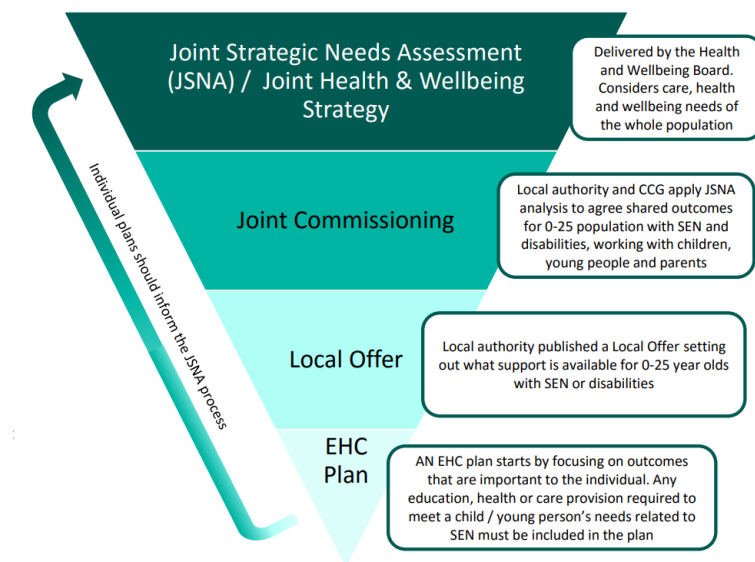 Joint Strategic Needs Assessment
(JSNA) / Joint Health & Wellbeing
Strategy
Delivered by the Health
and Wellbeing Board.
Considers care, health
and wellbeing needs of
the whole population
Individual plans should inform the JSNA process
Joint Commissioning
Local authority and CCG apply JSNA
analysis to agree shared outcomes
for 0-25 population with SEN and
disabilities, working with children,
young people and parents
Local Offer
Local authority published a Local Offer setting
out what support is available for 0-25 year olds
with SEN or disabilities
EHC
Plan
AN EHC plan starts by focusing on outcomes
that are important to the individual. Any
education, health or care provision required to
meet a child / young person's needs related to
SEN must be included in the plan